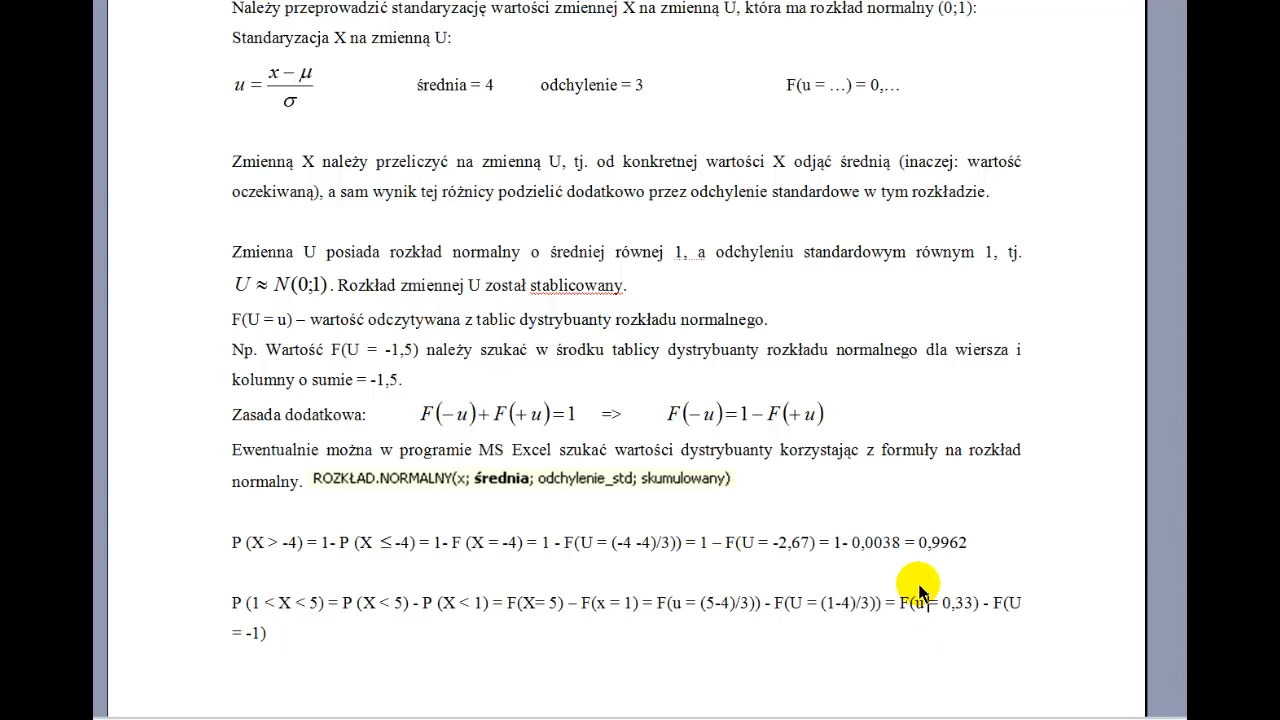 Należy przeprowadzić standaryzację wartości zmiennej X na zmienną U, która ma rozkład normalny (0;1):
Standaryzacja X na zmienną U:
u = (x − μ) / σ średnia = 4 odchylenie = 3 F(u = …) = 0,…
Zmienną X należy przeliczyć na zmienną U, tj. od konkretnej wartości X odjąć średnią (inaczej: wartość
oczekiwaną), a sam wynik tej różnicy podzielić dodatkowo przez odchylenie standardowe w tym rozkładzie.
Zmienna U posiada rozkład normalny o średniej równej 1, a odchyleniu standardowym równym 1, tj.
U ≈ N(0;1). Rozkład zmiennej U został stablicowany.
F(U = u) – wartość odczytywana z tablic dystrybuanty rozkładu normalnego.
Np. Wartość F(U = -1,5) należy szukać w środku tablicy dystrybuanty rozkładu normalnego dla wiersza i
kolumny o sumie = -1,5.
Zasada dodatkowa: F(−u)+F(+u)=1 => F(−u)=1−F(+u)
Ewentualnie można w programie MS Excel szukać wartości dystrybuanty korzystając z formuły na rozkład
normalny. ROZKŁAD.NORMALNY(x; średnia; odchylenie_std; skumulowany)
P (X > -4) = 1- P (X ≤ -4) = 1- F (X = -4) = 1 - F(U = (-4 -4)/3)) = 1 – F(U = -2,67) = 1- 0,0038 = 0,9962
P (1 < X < 5) = P (X < 5) - P (X < 1) = F(X= 5) – F(x = 1) = F(u = (5-4)/3)) - F(U = (1-4)/3)) = F(u = 0,33) - F(U
= -1)